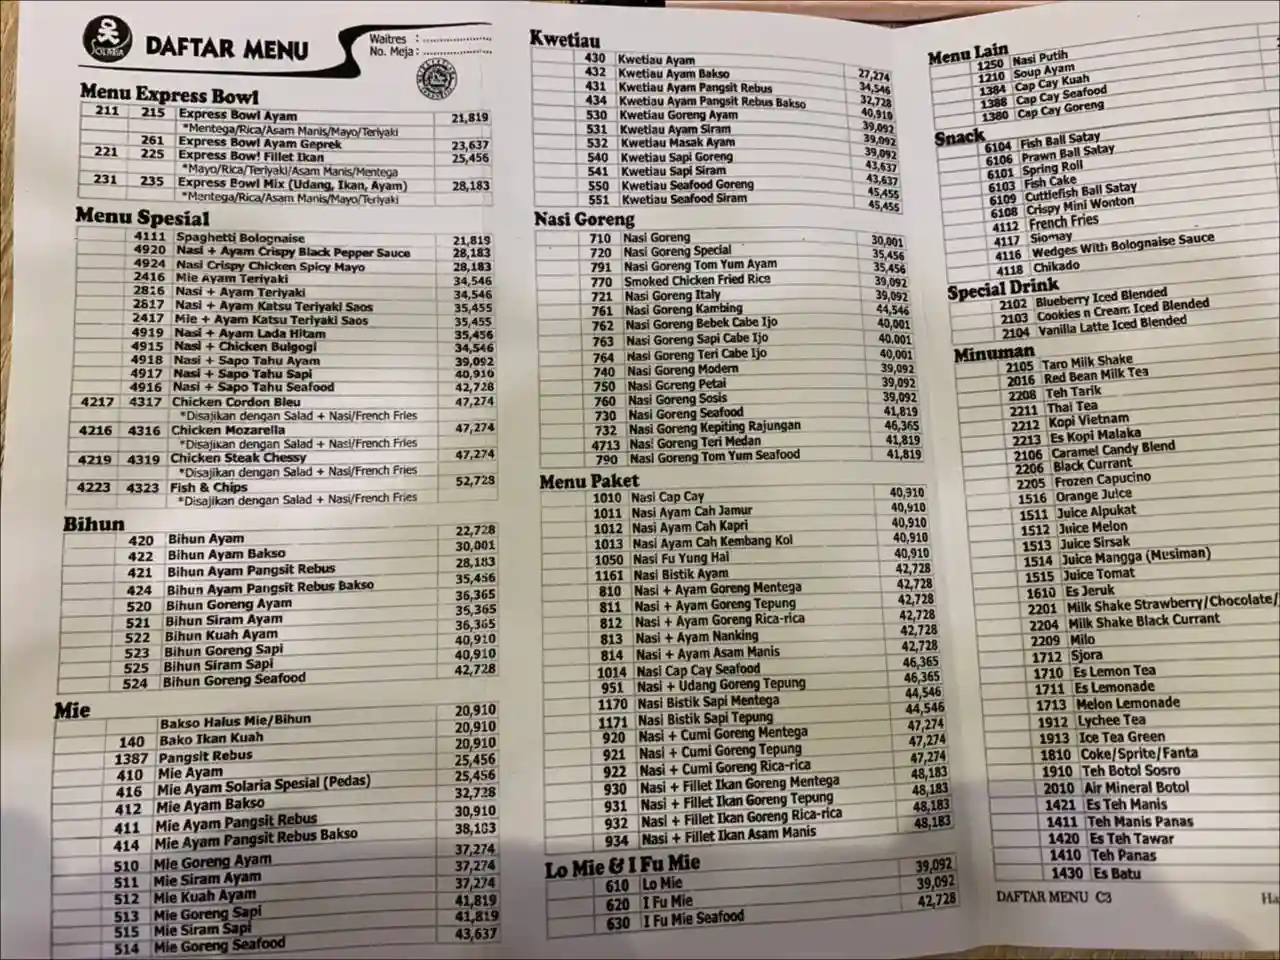 SOLARIA
DAFTAR MENU
Waitres :
No. Meja :
Menu Express Bowl
211 215 Express Bowl Ayam 21,819
*Mentega/Rica/Asam Manis/Mayo/Teriyaki
261 Express Bowl Ayam Geprek 23,637
221 225 Express Bowl Fillet Ikan 25,456
*Mayo/Rica/Teriyaki/Asam Manis/Mentega
231 235 Express Bowl Mix (Udang, Ikan, Ayam) 28,183
*Mentega/Rica/Asam Manis/Mayo/Teriyaki
Menu Spesial
4111 Spaghetti Bolognaise 21,819
4920 Nasi + Ayam Crispy Black Pepper Sauce 28,183
4924 Nasi Crispy Chicken Spicy Mayo 28,183
2416 Mie Ayam Teriyaki 34,546
2816 Nasi + Ayam Teriyaki 34,546
2817 Nasi + Ayam Katsu Teriyaki Saos 35,455
2417 Mie + Ayam Katsu Teriyaki Saos 35,455
4919 Nasi + Ayam Lada Hitam 35,456
4915 Nasi + Chicken Bulgogi 34,546
4918 Nasi + Sapo Tahu Ayam 39,092
4917 Nasi + Sapo Tahu Sapi 40,910
4916 Nasi + Sapo Tahu Seafood 42,728
4217 4317 Chicken Cordon Bleu 47,274
*Disajikan dengan Salad + Nasi/French Fries
4216 4316 Chicken Mozarella 47,274
*Disajikan dengan Salad + Nasi/French Fries
4219 4319 Chicken Steak Chessy 47,274
*Disajikan dengan Salad + Nasi/French Fries
4223 4323 Fish & Chips 52,728
*Disajikan dengan Salad + Nasi/French Fries
Bihun
420 Bihun Ayam 22,728
422 Bihun Ayam Bakso 30,001
421 Bihun Ayam Pangsit Rebus 28,183
424 Bihun Ayam Pangsit Rebus Bakso 35,456
520 Bihun Goreng Ayam 36,365
521 Bihun Siram Ayam 35,365
522 Bihun Kuah Ayam 36,365
523 Bihun Goreng Sapi 40,910
525 Bihun Siram Sapi 40,910
524 Bihun Goreng Seafood 42,728
Mie
Bakso Halus Mie/Bihun 20,910
140 Bako Ikan Kuah 20,910
1387 Pangsit Rebus 20,910
410 Mie Ayam 25,456
416 Mie Ayam Solaria Spesial (Pedas) 25,456
412 Mie Ayam Bakso 32,728
411 Mie Ayam Pangsit Rebus 30,910
414 Mie Ayam Pangsit Rebus Bakso 38,183
510 Mie Goreng Ayam 37,274
511 Mie Siram Ayam 37,274
512 Mie Kuah Ayam 37,274
513 Mie Goreng Sapi 41,819
515 Mie Siram Sapi 41,819
514 Mie Goreng Seafood 43,637
Kwetiau
430 Kwetiau Ayam 27,274
432 Kwetiau Ayam Bakso 34,546
431 Kwetiau Ayam Pangsit Rebus 32,728
434 Kwetiau Ayam Pangsit Rebus Bakso 40,910
530 Kwetiau Goreng Ayam 39,092
531 Kwetiau Ayam Siram 39,092
532 Kwetiau Masak Ayam 39,092
540 Kwetiau Sapi Goreng 43,637
541 Kwetiau Sapi Siram 43,637
550 Kwetiau Seafood Goreng 45,455
551 Kwetiau Seafood Siram 45,455
Nasi Goreng
710 Nasi Goreng 30,001
720 Nasi Goreng Special 35,456
791 Nasi Goreng Tom Yum Ayam 35,456
770 Smoked Chicken Fried Rice 39,092
721 Nasi Goreng Italy 39,092
761 Nasi Goreng Kambing 44,546
762 Nasi Goreng Bebek Cabe Ijo 40,001
763 Nasi Goreng Sapi Cabe Ijo 40,001
764 Nasi Goreng Teri Cabe Ijo 40,001
740 Nasi Goreng Modern 39,092
750 Nasi Goreng Petai 39,092
760 Nasi Goreng Sosis 39,092
730 Nasi Goreng Seafood 41,819
732 Nasi Goreng Kepiting Rajungan 46,365
4713 Nasi Goreng Teri Medan 41,819
790 Nasi Goreng Tom Yum Seafood 41,819
Menu Paket
1010 Nasi Cap Cay 40,910
1011 Nasi Ayam Cah Jamur 40,910
1012 Nasi Ayam Cah Kapri 40,910
1013 Nasi Ayam Cah Kembang Kol 40,910
1050 Nasi Fu Yung Hai 40,910
1161 Nasi Bistik Ayam 42,728
810 Nasi + Ayam Goreng Mentega 42,728
811 Nasi + Ayam Goreng Tepung 42,728
812 Nasi + Ayam Goreng Rica-rica 42,728
813 Nasi + Ayam Nanking 42,728
814 Nasi + Ayam Asam Manis 42,728
1014 Nasi Cap Cay Seafood 46,365
951 Nasi + Udang Goreng Tepung 46,365
1170 Nasi Bistik Sapi Mentega 44,546
1171 Nasi Bistik Sapi Tepung 44,546
920 Nasi + Cumi Goreng Mentega 47,274
921 Nasi + Cumi Goreng Tepung 47,274
922 Nasi + Cumi Goreng Rica-rica 47,274
930 Nasi + Fillet Ikan Goreng Mentega 48,183
931 Nasi + Fillet Ikan Goreng Tepung 48,183
932 Nasi + Fillet Ikan Goreng Rica-rica 48,183
934 Nasi + Fillet Ikan Asam Manis 48,183
Lo Mie & I Fu Mie
610 Lo Mie 39,092
620 I Fu Mie 39,092
630 I Fu Mie Seafood 42,728
Menu Lain
1250 Nasi Putih
1210 Soup Ayam
1384 Cap Cay Kuah
1388 Cap Cay Seafood
1380 Cap Cay Goreng
Snack
6104 Fish Ball Satay
6106 Prawn Ball Satay
6101 Spring Roll
6103 Fish Cake
6109 Cuttlefish Ball Satay
6108 Crispy Mini Wonton
4112 French Fries
4117 Siomay
4116 Wedges With Bolognaise Sauce
4118 Chikado
Special Drink
2102 Blueberry Iced Blended
2103 Cookies n Cream Iced Blended
2104 Vanilla Latte Iced Blended
Minuman
2105 Taro Milk Shake
2016 Red Bean Milk Tea
2208 Teh Tarik
2211 Thai Tea
2212 Kopi Vietnam
2213 Es Kopi Malaka
2106 Caramel Candy Blend
2206 Black Currant
2205 Frozen Capucino
1516 Orange Juice
1511 Juice Alpukat
1512 Juice Melon
1513 Juice Sirsak
1514 Juice Mangga (Musiman)
1515 Juice Tomat
1610 Es Jeruk
2201 Milk Shake Strawberry/Chocolate/
2204 Milk Shake Black Currant
2209 Milo
1712 Sjora
1710 Es Lemon Tea
1711 Es Lemonade
1713 Melon Lemonade
1912 Lychee Tea
1913 Ice Tea Green
1810 Coke/Sprite/Fanta
1910 Teh Botol Sosro
2010 Air Mineral Botol
1421 Es Teh Manis
1411 Teh Manis Panas
1420 Es Teh Tawar
1410 Teh Panas
1430 Es Batu
DAFTAR MENU C3
Ha